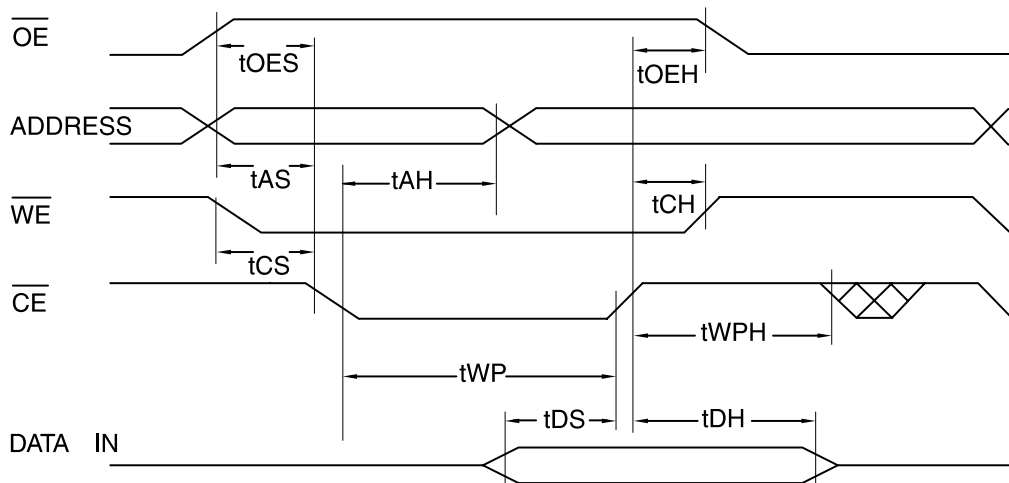 OE
tOES
tOEH
ADDRESS
tAS
tAH
tCH
WE
tCS
CE
tWPH
tWP
tDS
tDH
DATA IN